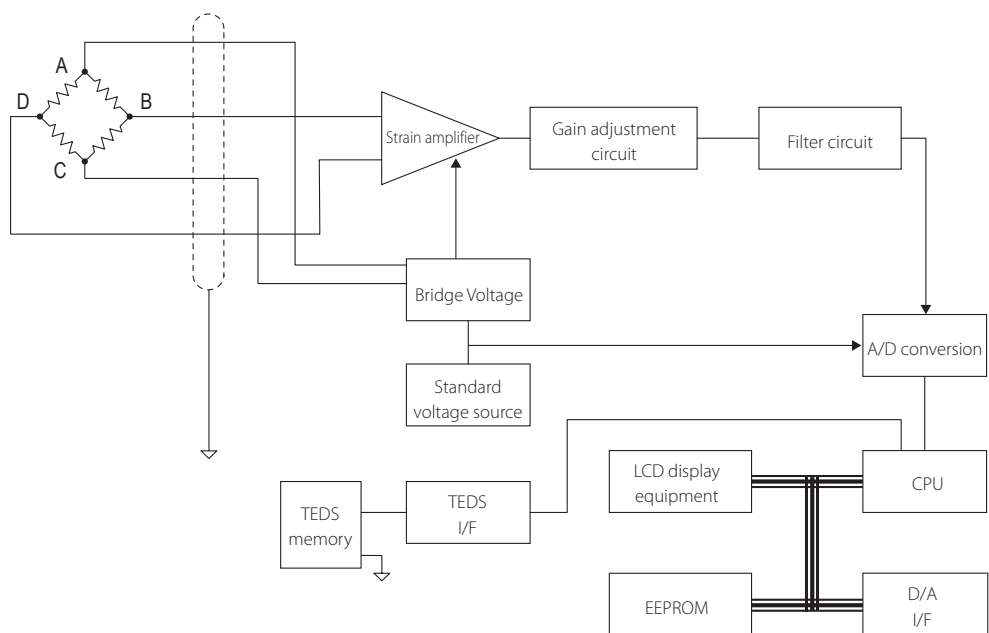 A
D
B
C
Strain amplifier
Gain adjustment
circuit
Filter circuit
Bridge Voltage
A/D conversion
Standard
voltage source
LCD display
equipment
CPU
TEDS
memory
TEDS
I/F
EEPROM
D/A
I/F